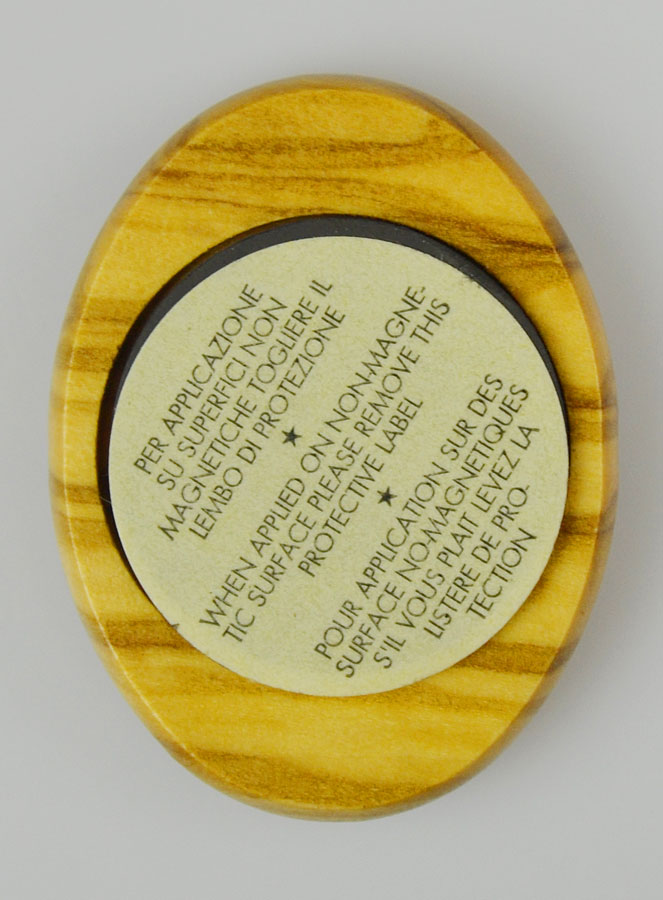 PER APPLICAZIONE
SU SUPERFICI NON
MAGNETICHE TOGLIERE IL
LEMBO DI PROTEZIONE
★
WHEN APPLIED ON NON-MAGNE-
TIC SURFACE PLEASE REMOVE THIS
PROTECTIVE LABEL
★
POUR APPLICATION SUR DES
SURFACE NO-MAGNETIQUES
S'IL VOUS PLAIT LEVEZ LA
LISTERE DE PRO-
TECTION